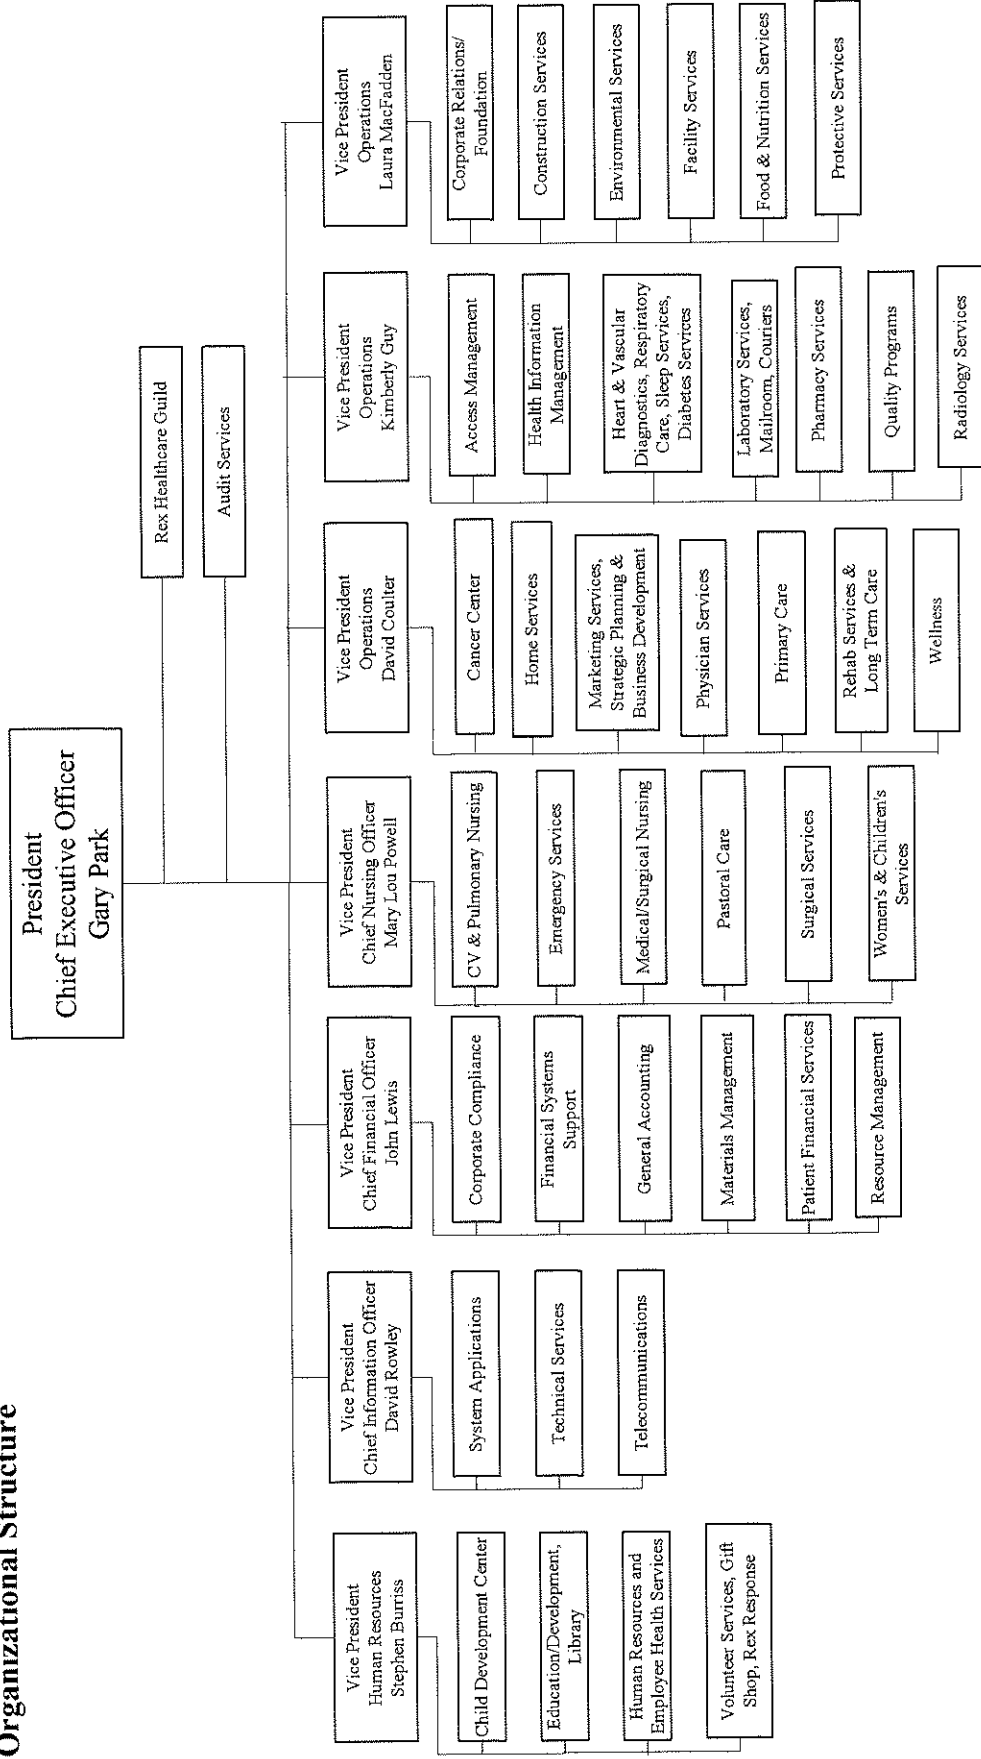 Organizational Structure
President
Chief Executive Officer
Gary Park
Rex Healthcare Guild
Audit Services
Vice President
Human Resources
Stephen Burriss
Child Development Center
Education/Development,
Library
Human Resources and
Employee Health Services
Volunteer Services, Gift
Shop, Rex Response
Vice President
Chief Information Officer
David Rowley
System Applications
Technical Services
Telecommunications
Vice President
Chief Financial Officer
John Lewis
Corporate Compliance
Financial Systems
Support
General Accounting
Materials Management
Patient Financial Services
Resource Management
Vice President
Chief Nursing Officer
Mary Lou Powell
CV & Pulmonary Nursing
Emergency Services
Medical/Surgical Nursing
Pastoral Care
Surgical Services
Women's & Children's
Services
Vice President
Operations
David Coulter
Cancer Center
Home Services
Marketing Services,
Strategic Planning &
Business Development
Physician Services
Primary Care
Rehab Services &
Long Term Care
Wellness
Vice President
Operations
Kimberly Guy
Access Management
Health Information
Management
Heart & Vascular
Diagnostics, Respiratory
Care, Sleep Services,
Diabetes Services
Laboratory Services,
Mailroom, Couriers
Pharmacy Services
Quality Programs
Radiology Services
Vice President
Operations
Laura MacFadden
Corporate Relations/
Foundation
Construction Services
Environmental Services
Facility Services
Food & Nutrition Services
Protective Services